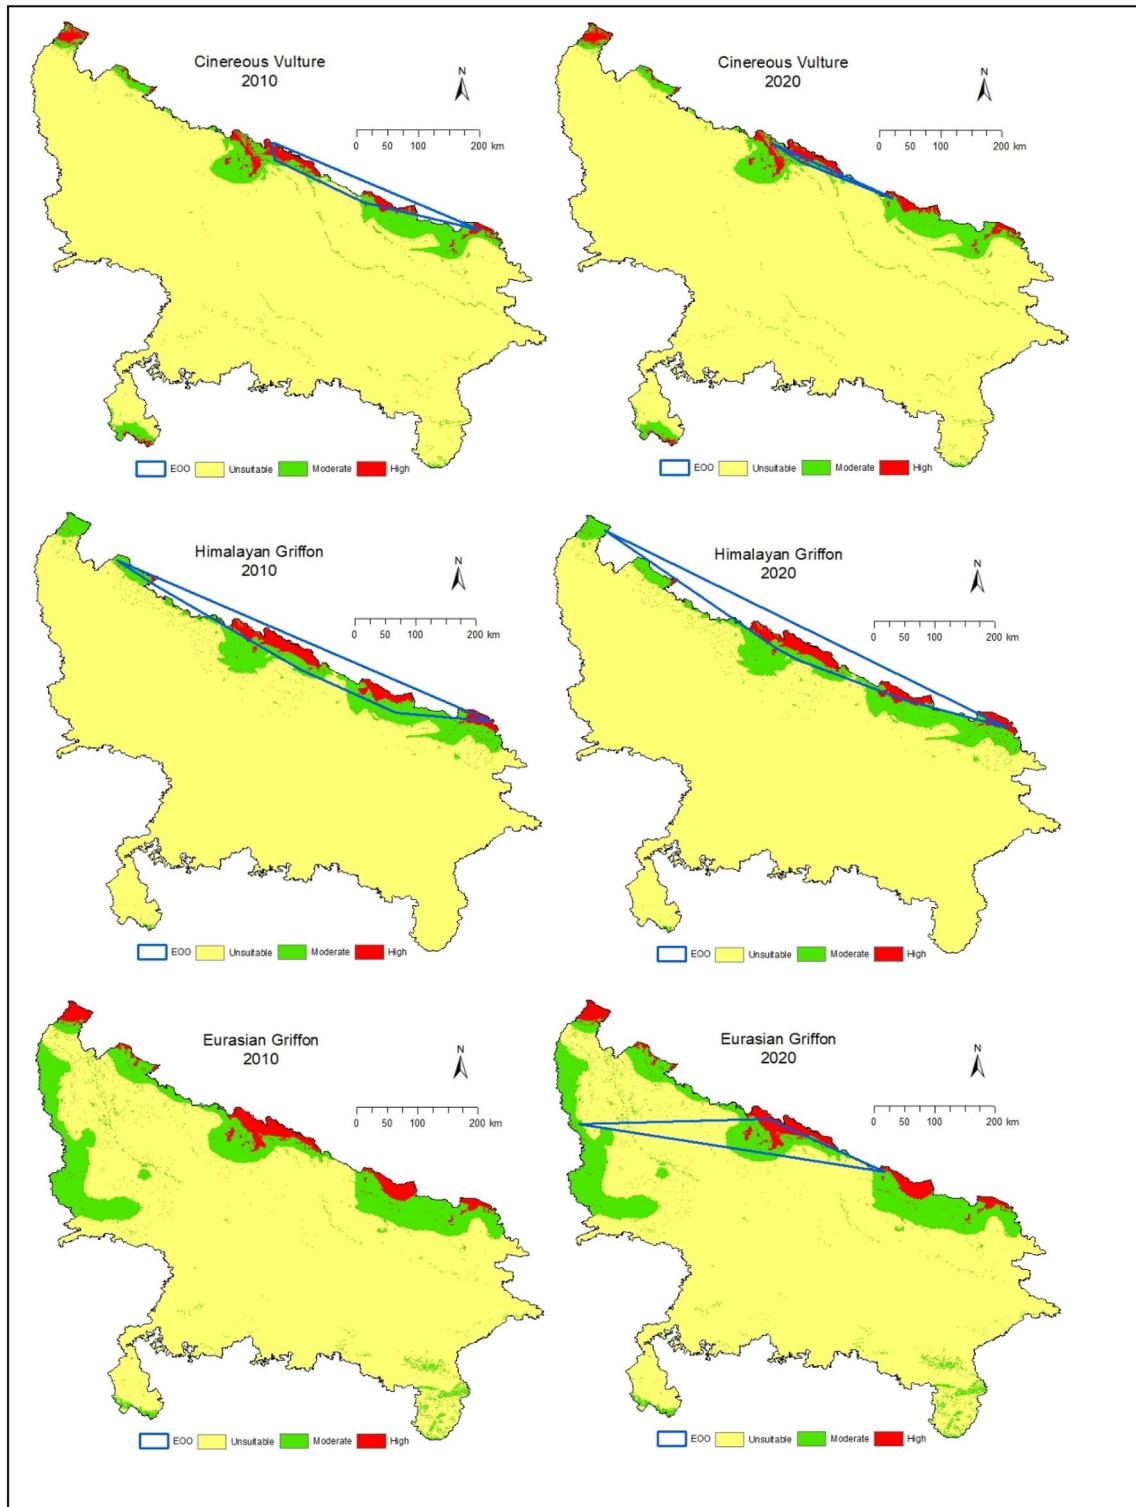 Cinereous Vulture
2010
N
0 50 100 200 km
EOO Unsuitable Moderate High
Cinereous Vulture
2020
N
0 50 100 200 km
EOO Unsuitable Moderate High
Himalayan Griffon
2010
N
0 50 100 200 km
EOO Unsuitable Moderate High
Himalayan Griffon
2020
N
0 50 100 200 km
EOO Unsuitable Moderate High
Eurasian Griffon
2010
N
0 50 100 200 km
EOO Unsuitable Moderate High
Eurasian Griffon
2020
N
0 50 100 200 km
EOO Unsuitable Moderate High